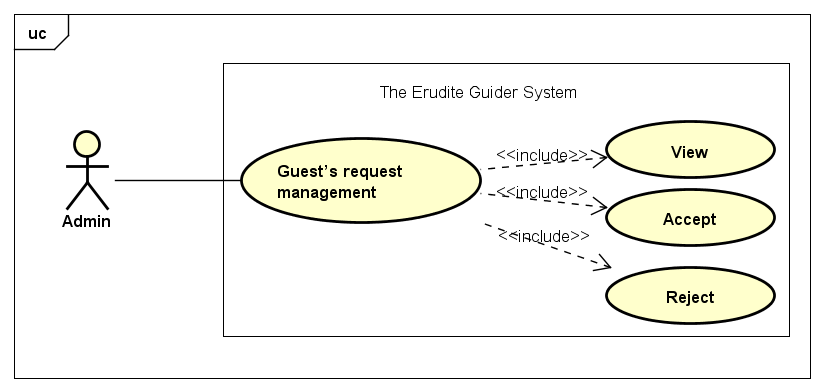 uc
The Erudite Guider System
Guest's request
management
<<include>>
<<include>>
<<include>>
View
Accept
Reject
Admin